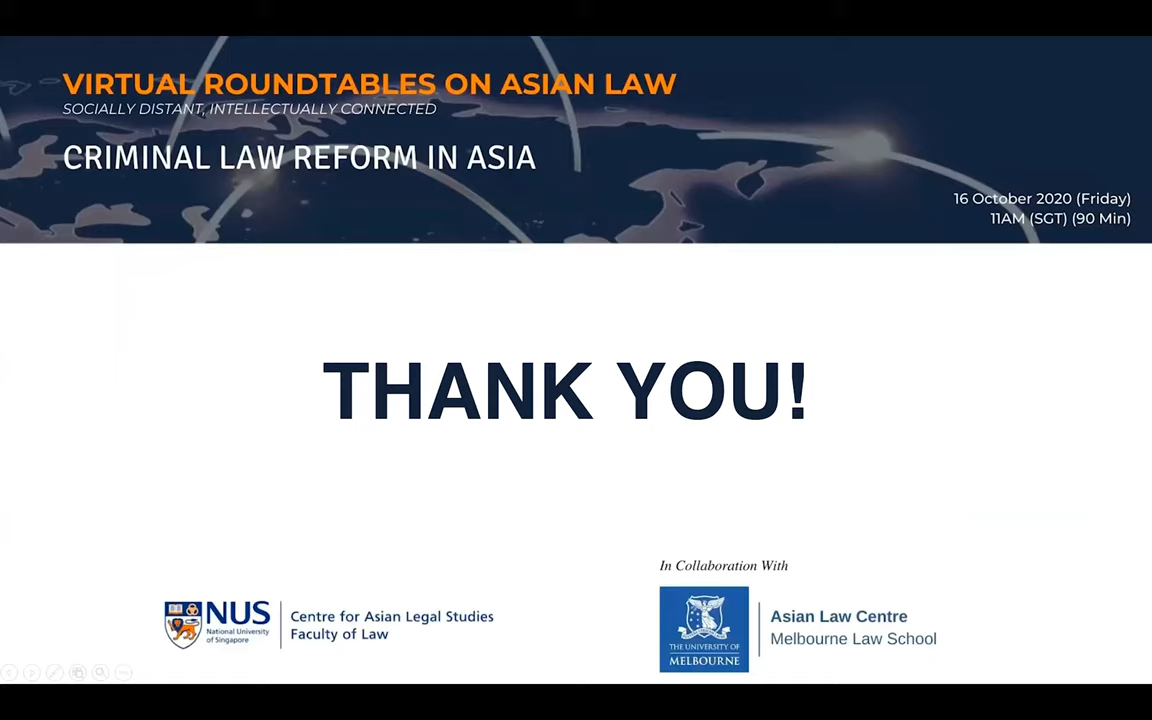 VIRTUAL ROUNDTABLES ON ASIAN LAW
SOCIALLY DISTANT, INTELLECTUALLY CONNECTED
CRIMINAL LAW REFORM IN ASIA
16 October 2020 (Friday)
11AM (SGT) (90 Min)
THANK YOU!
In Collaboration With
NUS
National University
of Singapore
Centre for Asian Legal Studies
Faculty of Law
THE UNIVERSITY OF
MELBOURNE
Asian Law Centre
Melbourne Law School